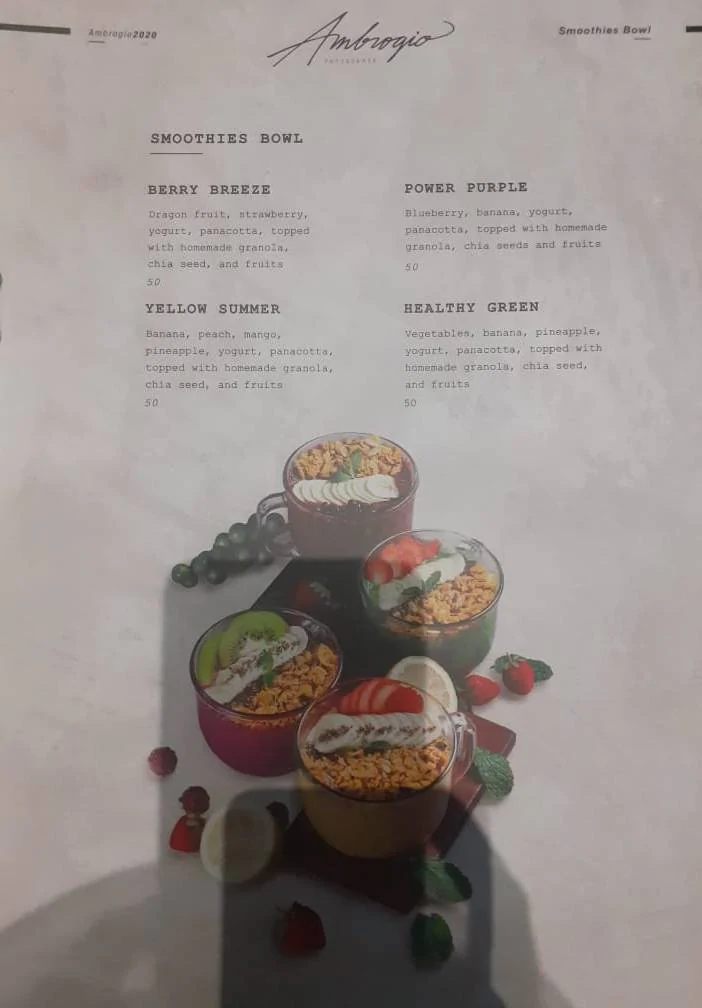 Ambrogio2020
Ambrogio
PATISSERIE
Smoothies Bowl
SMOOTHIES BOWL
BERRY BREEZE
Dragon fruit, strawberry,
yogurt, panacotta, topped
with homemade granola,
chia seed, and fruits
50
POWER PURPLE
Blueberry, banana, yogurt,
panacotta, topped with homemade
granola, chia seeds and fruits
50
YELLOW SUMMER
Banana, peach, mango,
pineapple, yogurt, panacotta,
topped with homemade granola,
chia seed, and fruits
50
HEALTHY GREEN
Vegetables, banana, pineapple,
yogurt, panacotta, topped with
homemade granola, chia seed,
and fruits
50